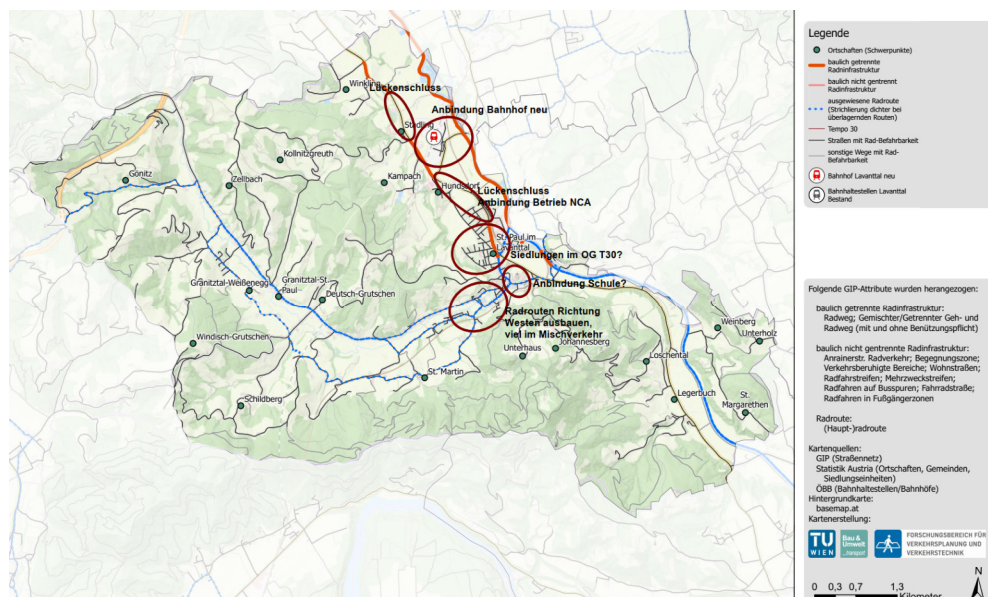 Winkling
Lückenschluss
Anbindung Bahnhof neu
Stadling
Kollnitzgreuth
Gönitz
Zellbach
Kampach
Hundsdorf
Lückenschluss
Anbindung Betrieb NCA
St. Paul im
Lavanttal
Siedlungen im OG T30?
Granitztal-Weißenegg
Granitztal-St.
Paul
Deutsch-Grutschen
Anbindung Schule?
Radrouten Richtung
Westen ausbauen,
viel im Mischverkehr
Windisch-Grutschen
Unterhaus
Johannesberg
Weinberg
Unterholz
Loschental
St. Martin
Legerbuch
Schildberg
St.
Margarethen
Legende
Ortschaften (Schwerpunkte)
baulich getrennte
Radinfrastruktur
baulich nicht gentrennt
Radinfrastruktur
ausgewiesene Radroute
(Strichlierung dichter bei
überlagernden Routen)
Tempo 30
Straßen mit Rad-Befahrbarkeit
sonstige Wege mit Rad-
Befahrbarkeit
Bahnhof Lavanttal neu
Bahnhaltestellen Lavanttal
Bestand
Folgende GIP-Attribute wurden herangezogen:
baulich getrennte Radinfrastruktur:
Radweg; Gemischter/Getrennter Geh- und
Radweg (mit und ohne Benützungspflicht)
baulich nicht gentrennte Radinfrastruktur:
Anrainerstr. Radverkehr; Begegnungszone;
Verkehrsberuhigte Bereiche; Wohnstraßen;
Radfahrstreifen; Mehrzweckstreifen;
Radfahren auf Busspuren; Fahrradstraße;
Radfahren in Fußgängerzonen
Radroute:
(Haupt-)radroute
Kartenquellen:
GIP (Straßennetz)
Statistik Austria (Ortschaften, Gemeinden,
Siedlungseinheiten)
ÖBB (Bahnhaltestellen/Bahnhöfe)
Hintergrundkarte:
basemap.at
Kartenerstellung:
TU
WIEN
Bau &
Umwelt
...transport
FORSCHUNGSBEREICH FÜR
VERKEHRSPLANUNG UND
VERKEHRSTECHNIK
N
0 0,3 0,7 1,3
Kilometer